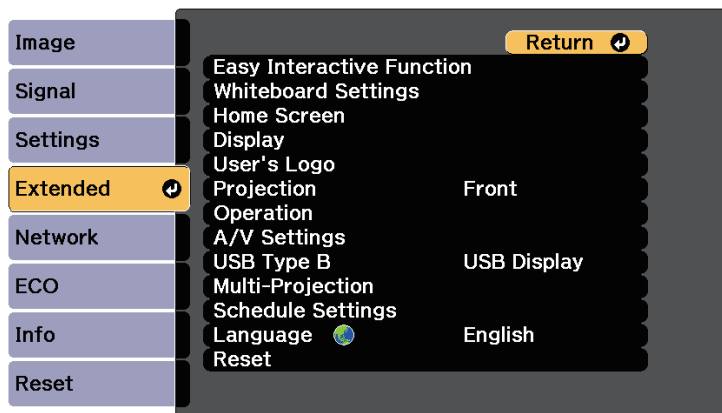 Image
Signal
Settings
Extended
Network
ECO
Info
Reset
Return
Easy Interactive Function
Whiteboard Settings
Home Screen
Display
User's Logo
Projection Front
Operation
A/V Settings
USB Type B USB Display
Multi-Projection
Schedule Settings
Language English
Reset